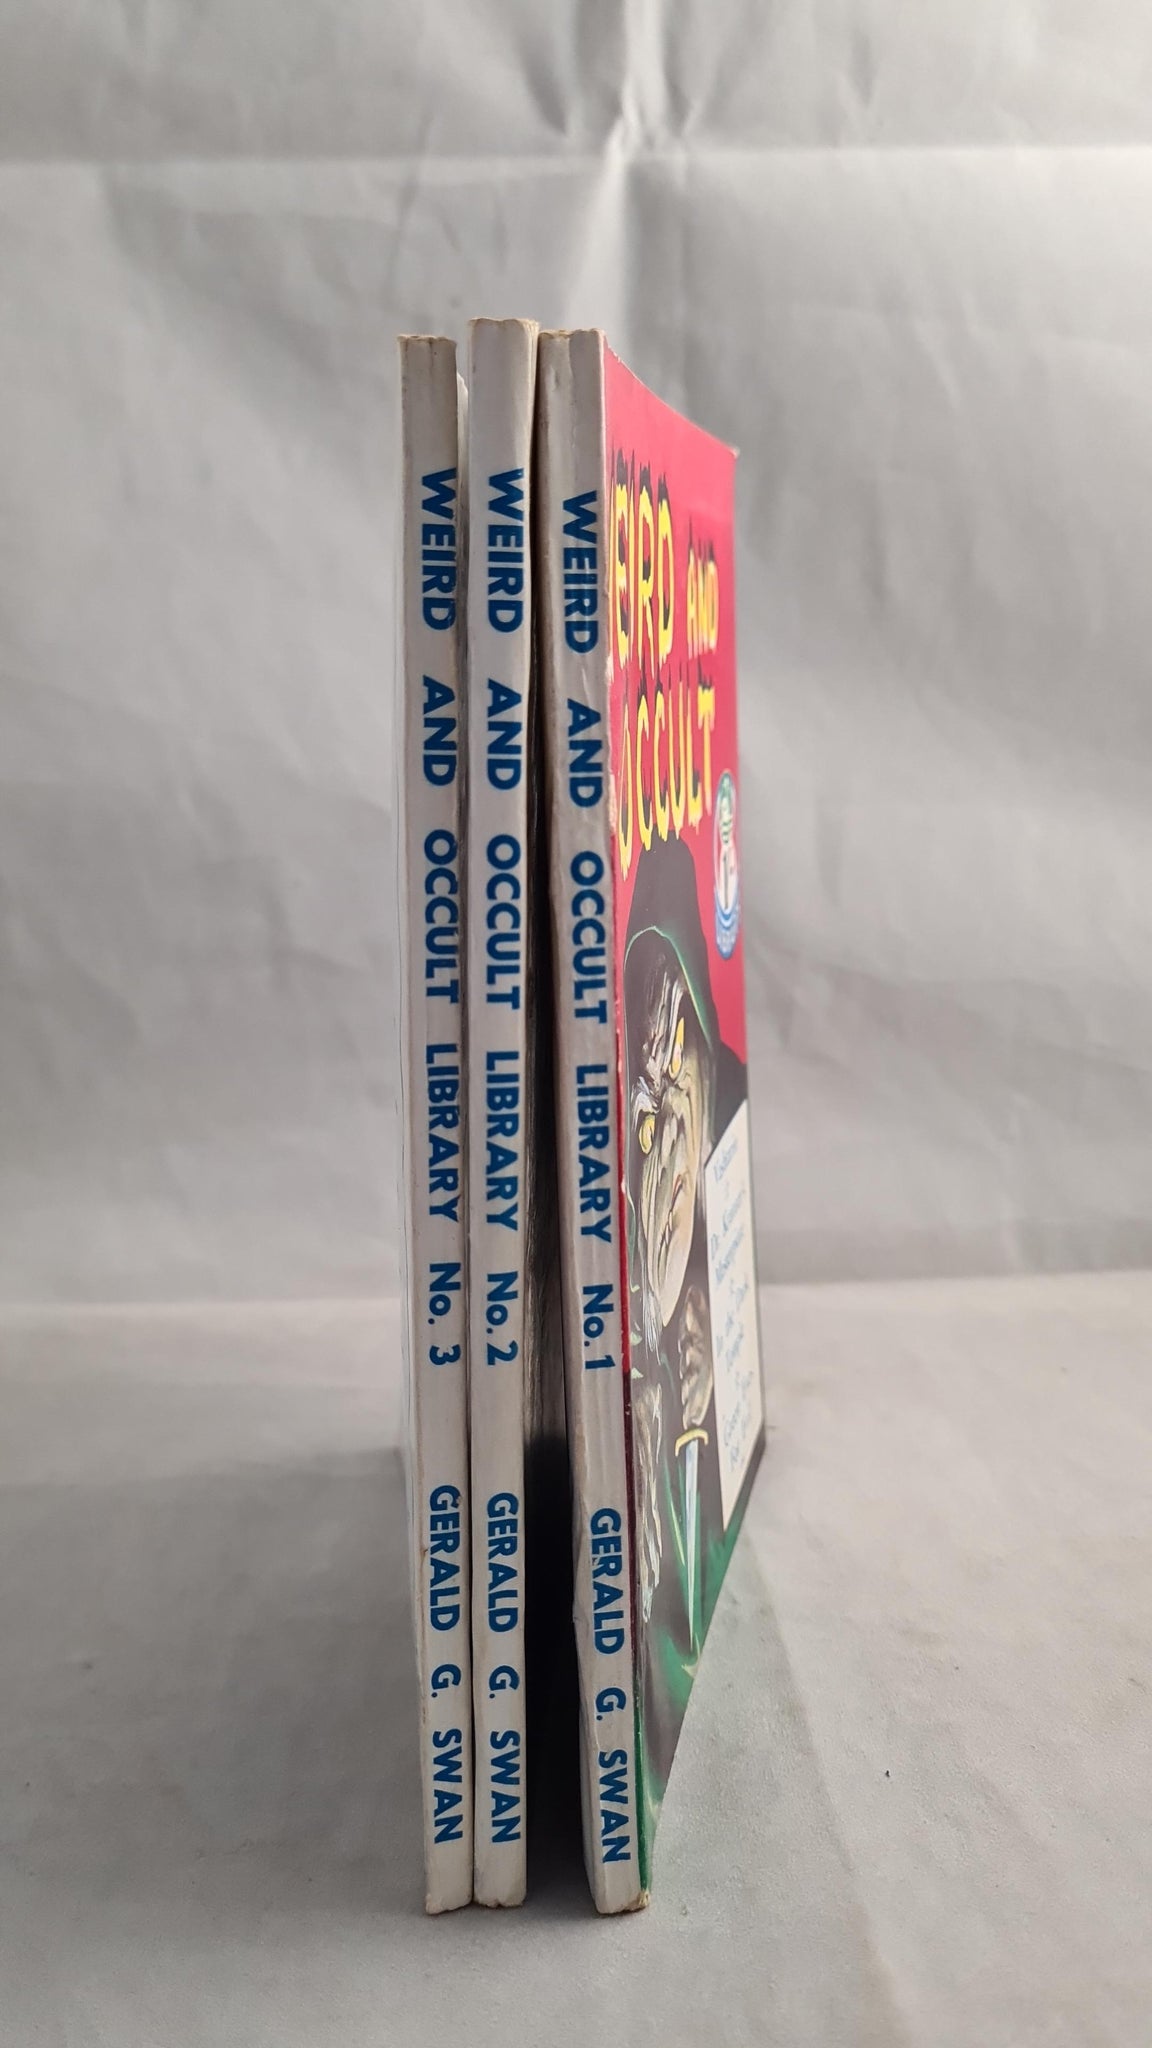 WEIRD AND OCCULT LIBRARY No. 3 GERALD G. SWAN
WEIRD AND OCCULT LIBRARY No. 2 GERALD G. SWAN
WEIRD AND OCCULT LIBRARY No. 1 GERALD G. SWAN
EIRD AND
OCCULT